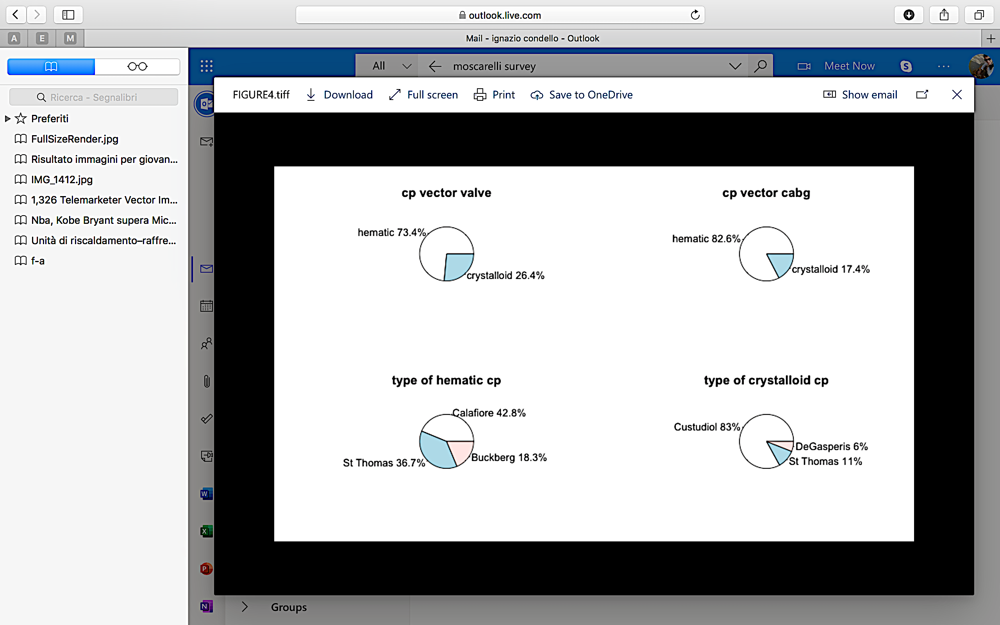 outlook.live.com
A E M Mail - ignazio condello - Outlook
All moscarelli survey Meet Now S
Ricerca - Segnalibri
Preferiti
FullSizeRender.jpg
Risultato immagini per giovan...
IMG_1412.jpg
1,326 Telemarketer Vector Im...
Nba, Kobe Bryant supera Mic...
Unità di riscaldamento–raffre...
f-a
FIGURE4.tiff Download Full screen Print Save to OneDrive Show email
cp vector valve
hematic 73.4%
crystalloid 26.4%
cp vector cabg
hematic 82.6%
crystalloid 17.4%
type of hematic cp
Calafiore 42.8%
St Thomas 36.7%
Buckberg 18.3%
type of crystalloid cp
Custudiol 83%
DeGasperis 6%
St Thomas 11%
W
X
P
N
Groups